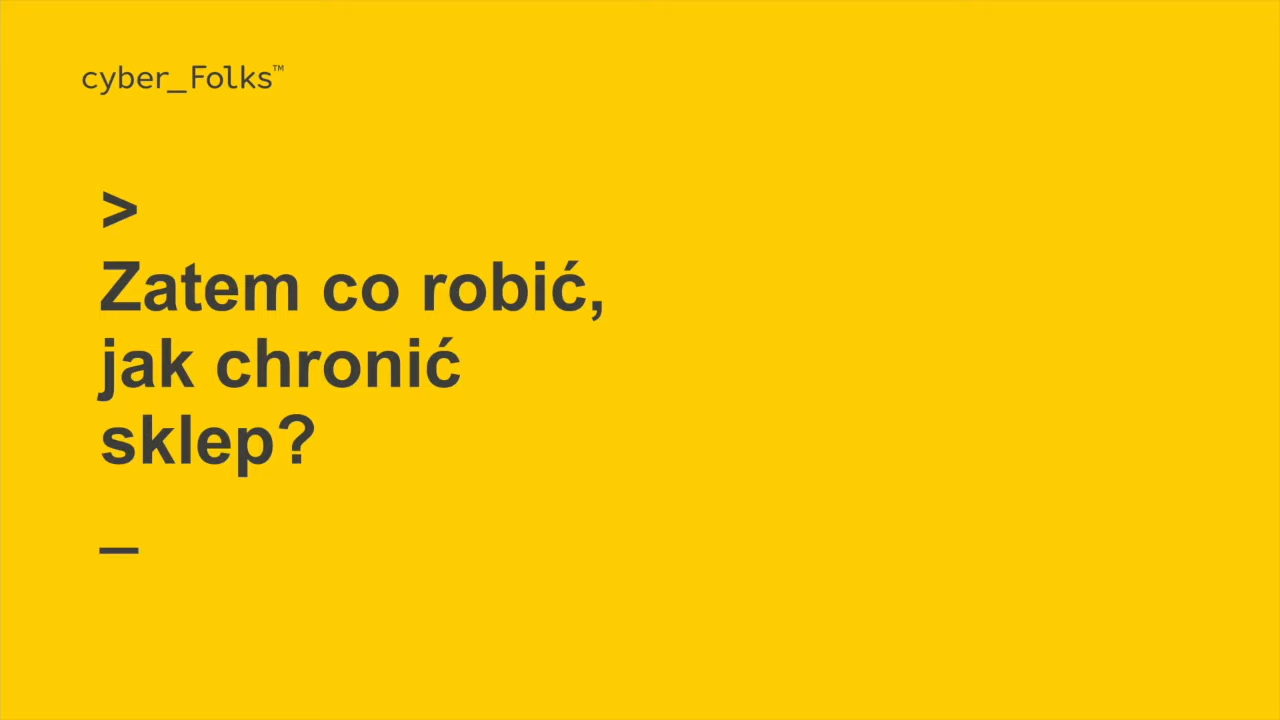 cyber_Folks™
>
Zatem co robić,
jak chronić
sklep?
_